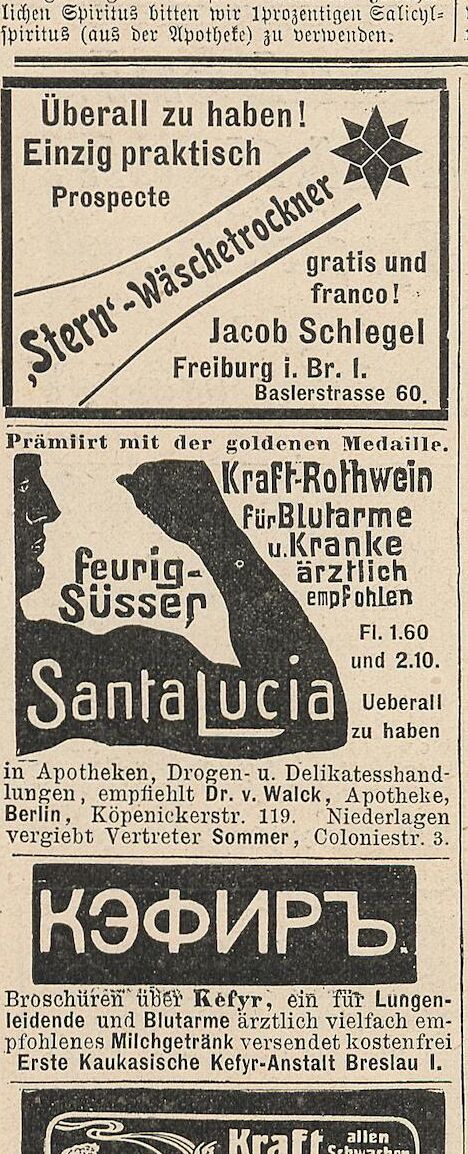 lichen Spiritus bitten wir 1prozentigen Salicyl-
spiritus (aus der Apotheke) zu verwenden.
Überall zu haben!
Einzig praktisch
Prospecte
‚Stern‘-Wäschetrockner
gratis und
franco!
Jacob Schlegel
Freiburg i. Br. I.
Baslerstrasse 60.
Prämiirt mit der goldenen Medaille.
Kraft-Rothwein
für Blutarme
u. Kranke
ärztlich
empfohlen
feurig-
Süsser
Fl. 1.60
und 2.10.
Santa Lucia
Ueberall
zu haben
in Apotheken, Drogen- u. Delikatesshand-
lungen, empfiehlt Dr. v. Walck, Apotheke,
Berlin, Köpenickerstr. 119. Niederlagen
vergiebt Vertreter Sommer, Coloniestr. 3.
КЭФИРЪ.
Broschüren über Kefyr, ein für Lungen-
leidende und Blutarme ärztlich vielfach em-
pfohlenes Milchgetränk versendet kostenfrei
Erste Kaukasische Kefyr-Anstalt Breslau I.
Kraft allen
Schwachen